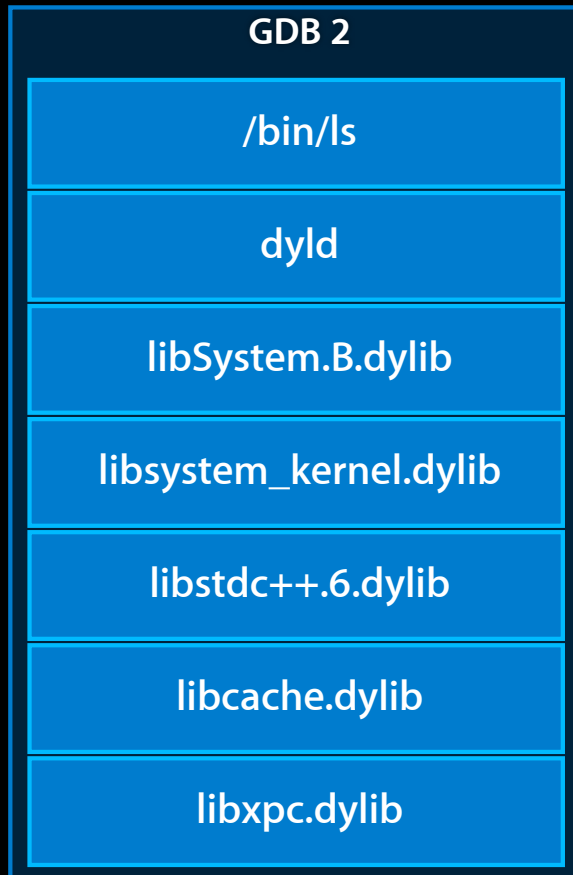 GDB 2
/bin/ls
dyld
libSystem.B.dylib
libsystem_kernel.dylib
libstdc++.6.dylib
libcache.dylib
libxpc.dylib